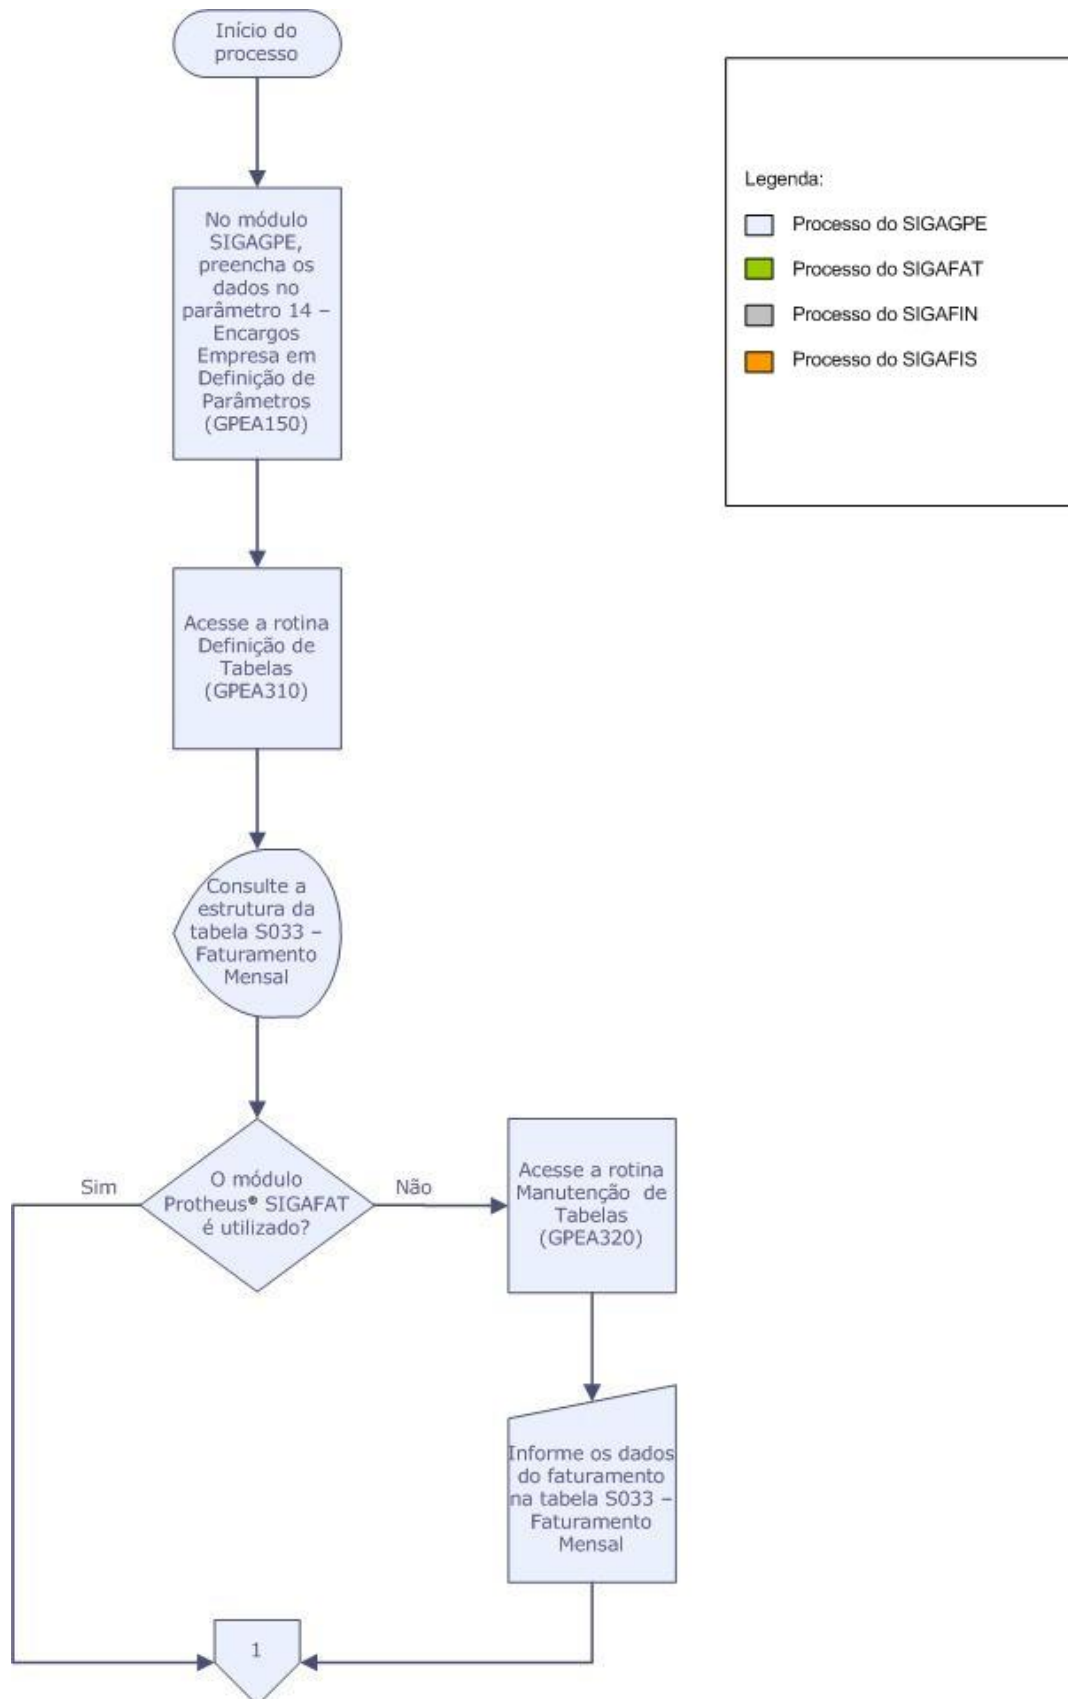 Início do
processo
No módulo
SIGAGPE,
preencha os
dados no
parâmetro 14 –
Encargos
Empresa em
Definição de
Parâmetros
(GPEA150)
Acesse a rotina
Definição de
Tabelas
(GPEA310)
Consulte a
estrutura da
tabela S033 –
Faturamento
Mensal
O módulo
Protheus® SIGAFAT
é utilizado?
Sim
Não
Acesse a rotina
Manutenção de
Tabelas
(GPEA320)
Informe os dados
do faturamento
na tabela S033 –
Faturamento
Mensal
1
Legenda:
Processo do SIGAGPE
Processo do SIGAFAT
Processo do SIGAFIN
Processo do SIGAFIS